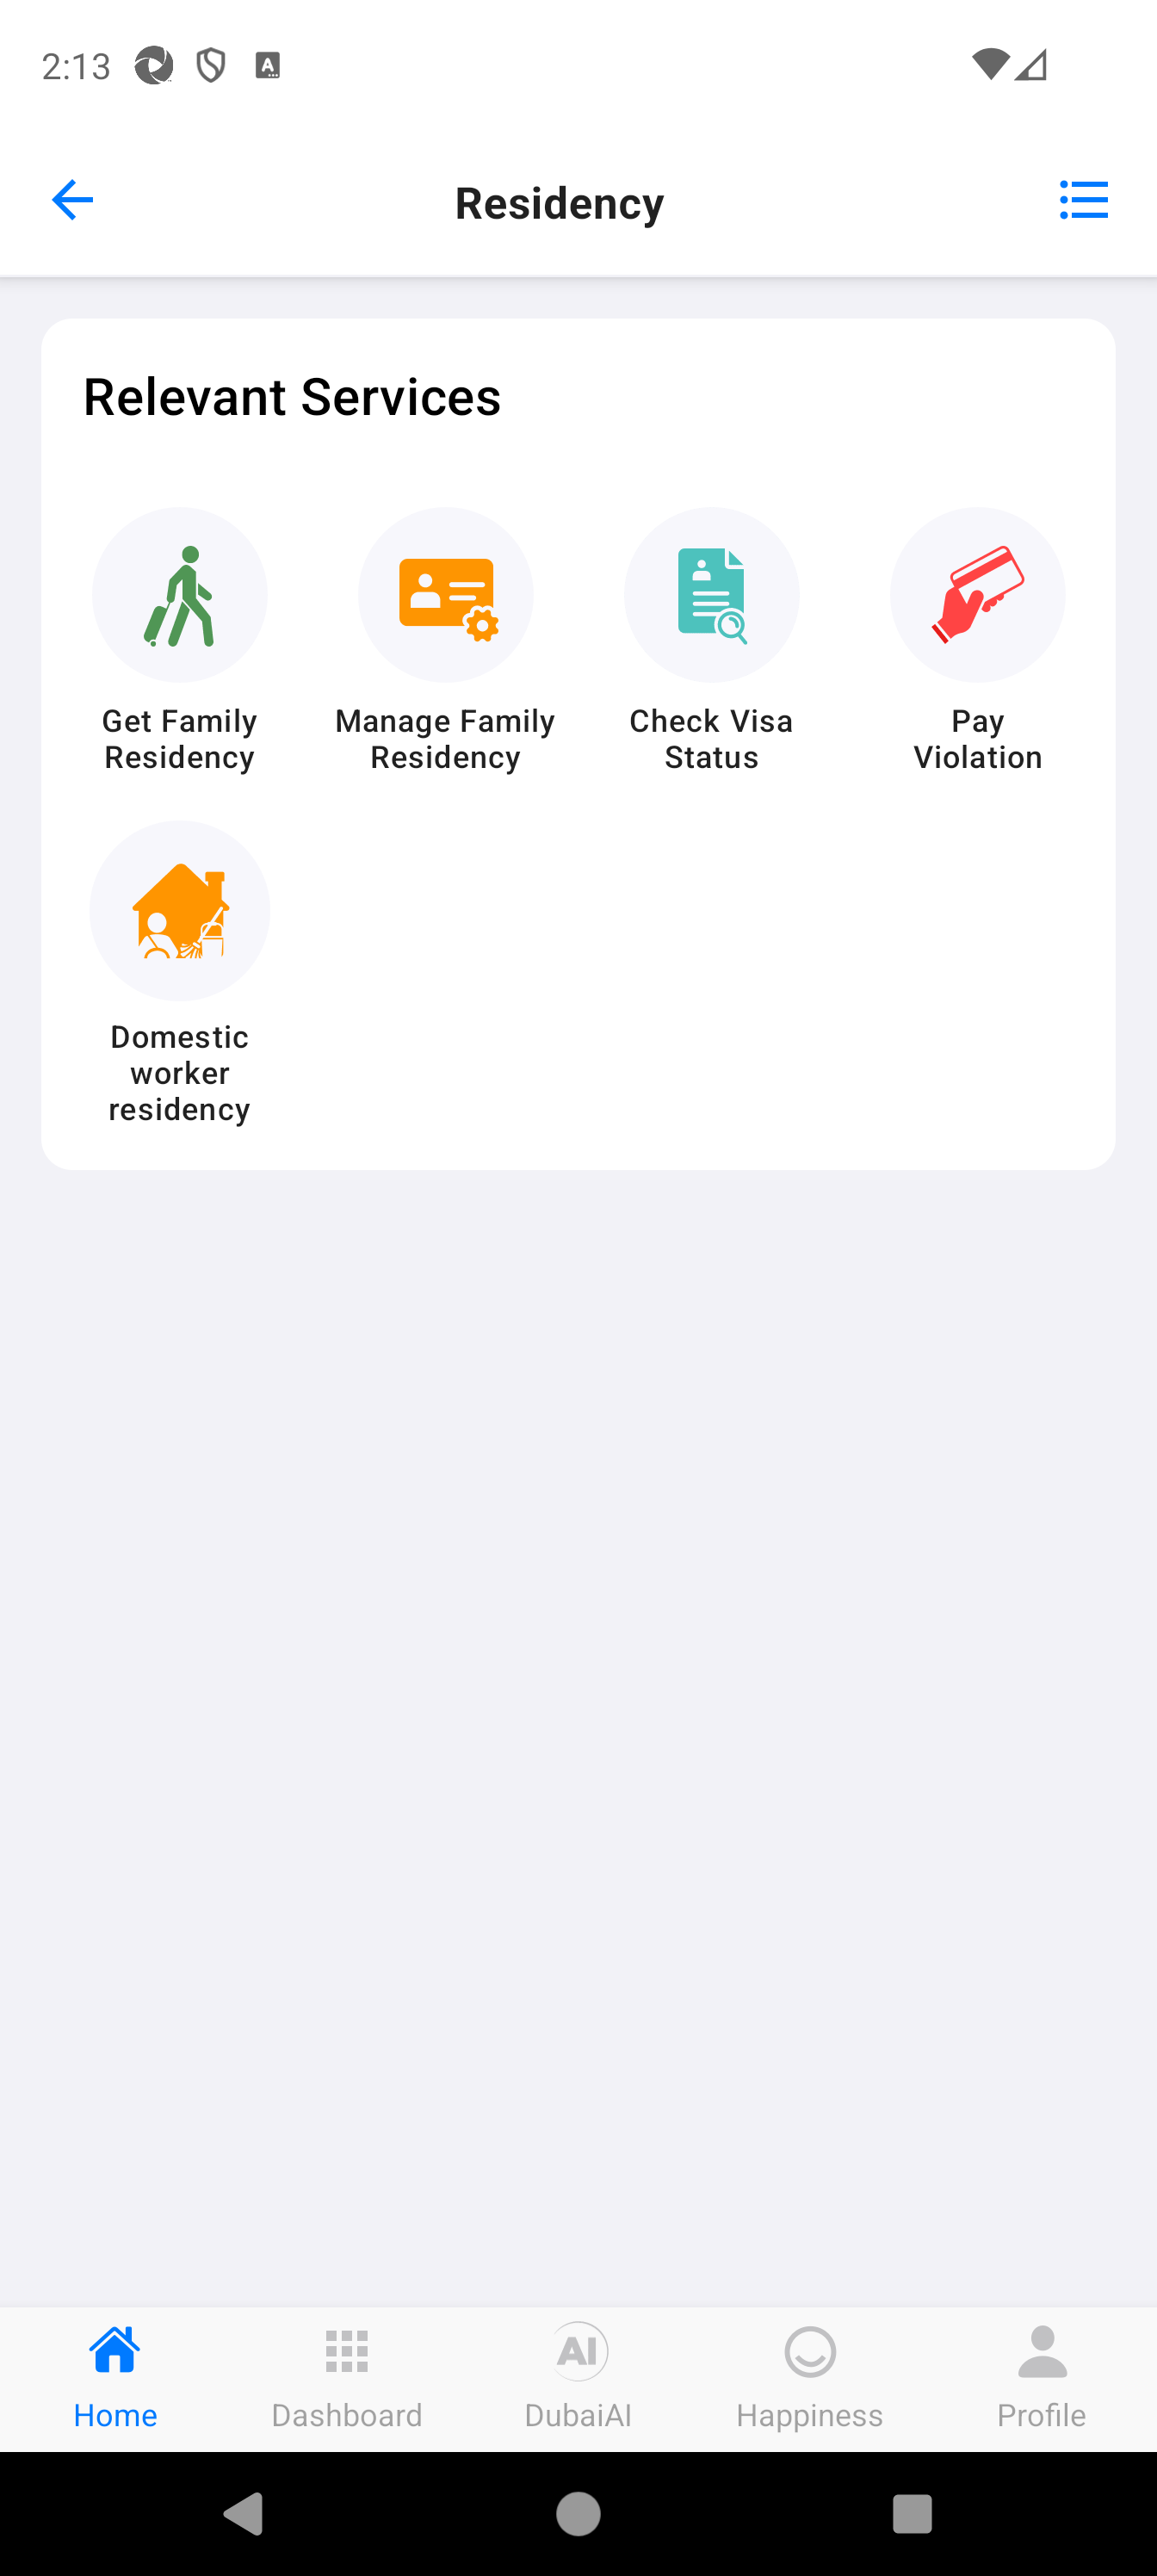 2:13
Residency
Relevant Services
Get Family
Residency
Manage Family
Residency
Check Visa
Status
Pay
Violation
Domestic
worker
residency
Home
Dashboard
AI
DubaiAI
Happiness
Profile